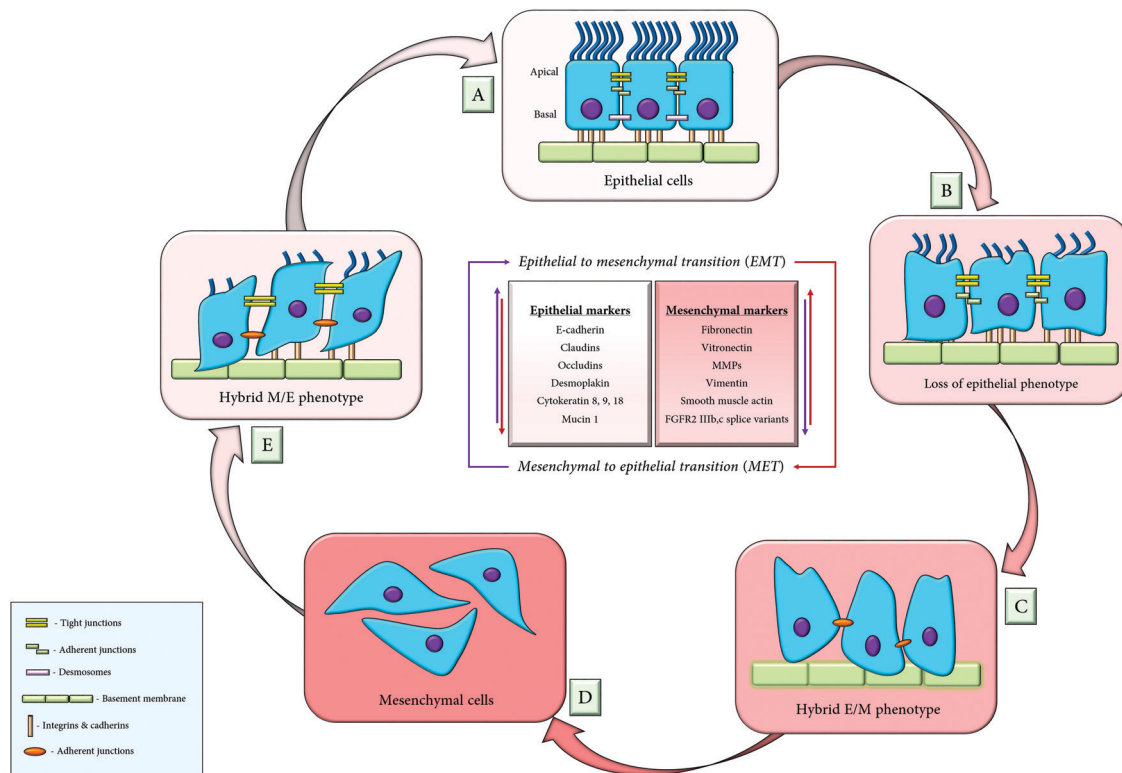 A
Apical
Basal
Epithelial cells
B
Loss of epithelial phenotype
C
Hybrid E/M phenotype
D
Mesenchymal cells
E
Hybrid M/E phenotype
Epithelial to mesenchymal transition (EMT)
Epithelial markers
E-cadherin
Claudins
Occludins
Desmoplakin
Cytokeratin 8, 9, 18
Mucin 1
Mesenchymal markers
Fibronectin
Vitronectin
MMPs
Vimentin
Smooth muscle actin
FGFR2 IIIb,c splice variants
Mesenchymal to epithelial transition (MET)
- Tight junctions
- Adherent junctions
- Desmosomes
- Basement membrane
- Integrins & cadherins
- Adherent junctions